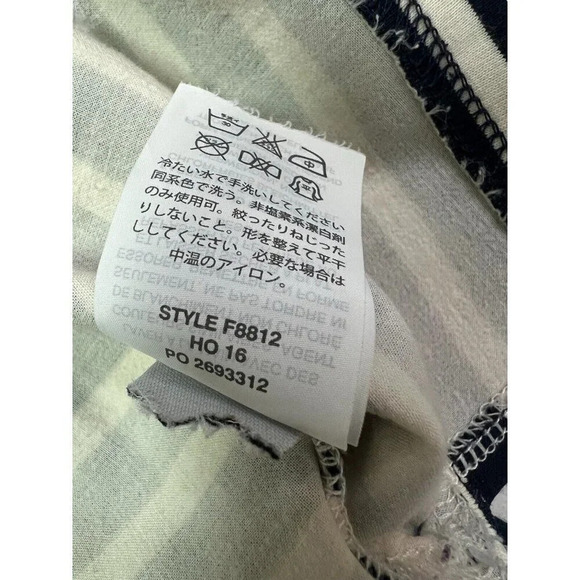 冷たい水で手洗いしてください
同系色で洗う。非塩素系漂白剤
のみ使用可。絞ったりねじった
りしないこと。形を整えて平干
ししてください。必要な場合は
中温のアイロン。
STYLE F8812
HO 16
PO 2693312